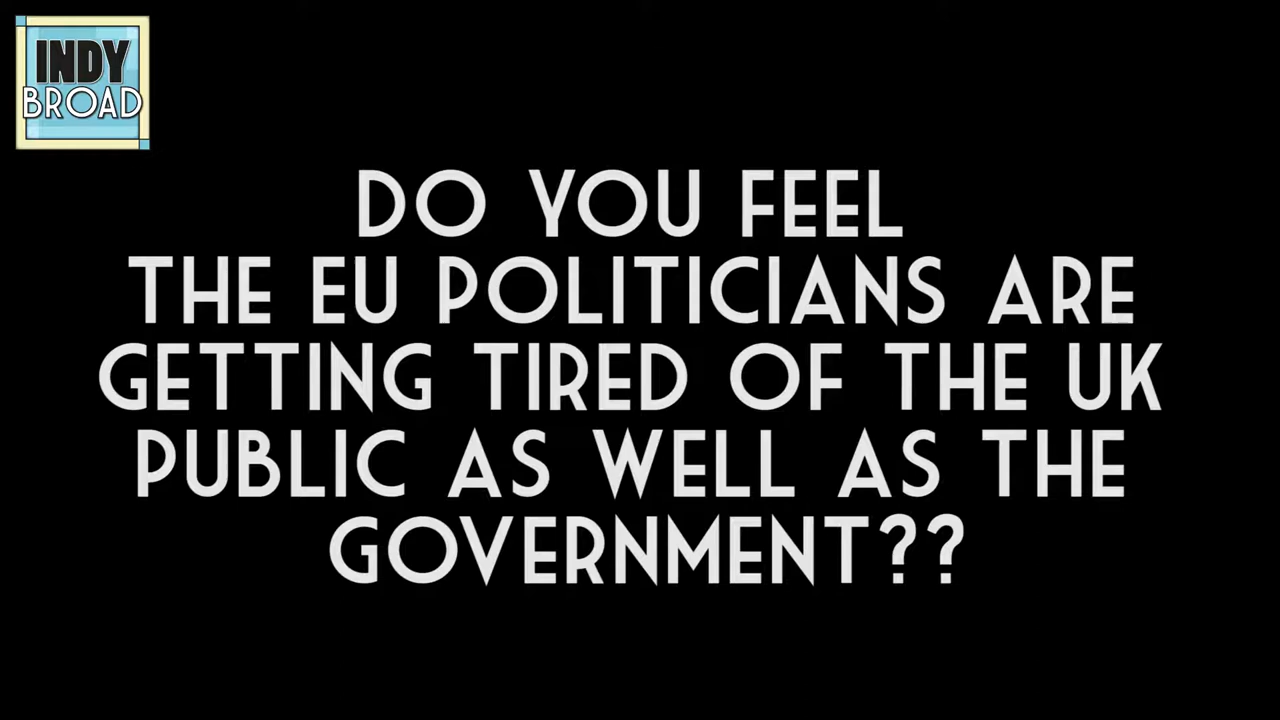 INDY
BROAD
DO YOU FEEL
THE EU POLITICIANS ARE
GETTING TIRED OF THE UK
PUBLIC AS WELL AS THE
GOVERNMENT??